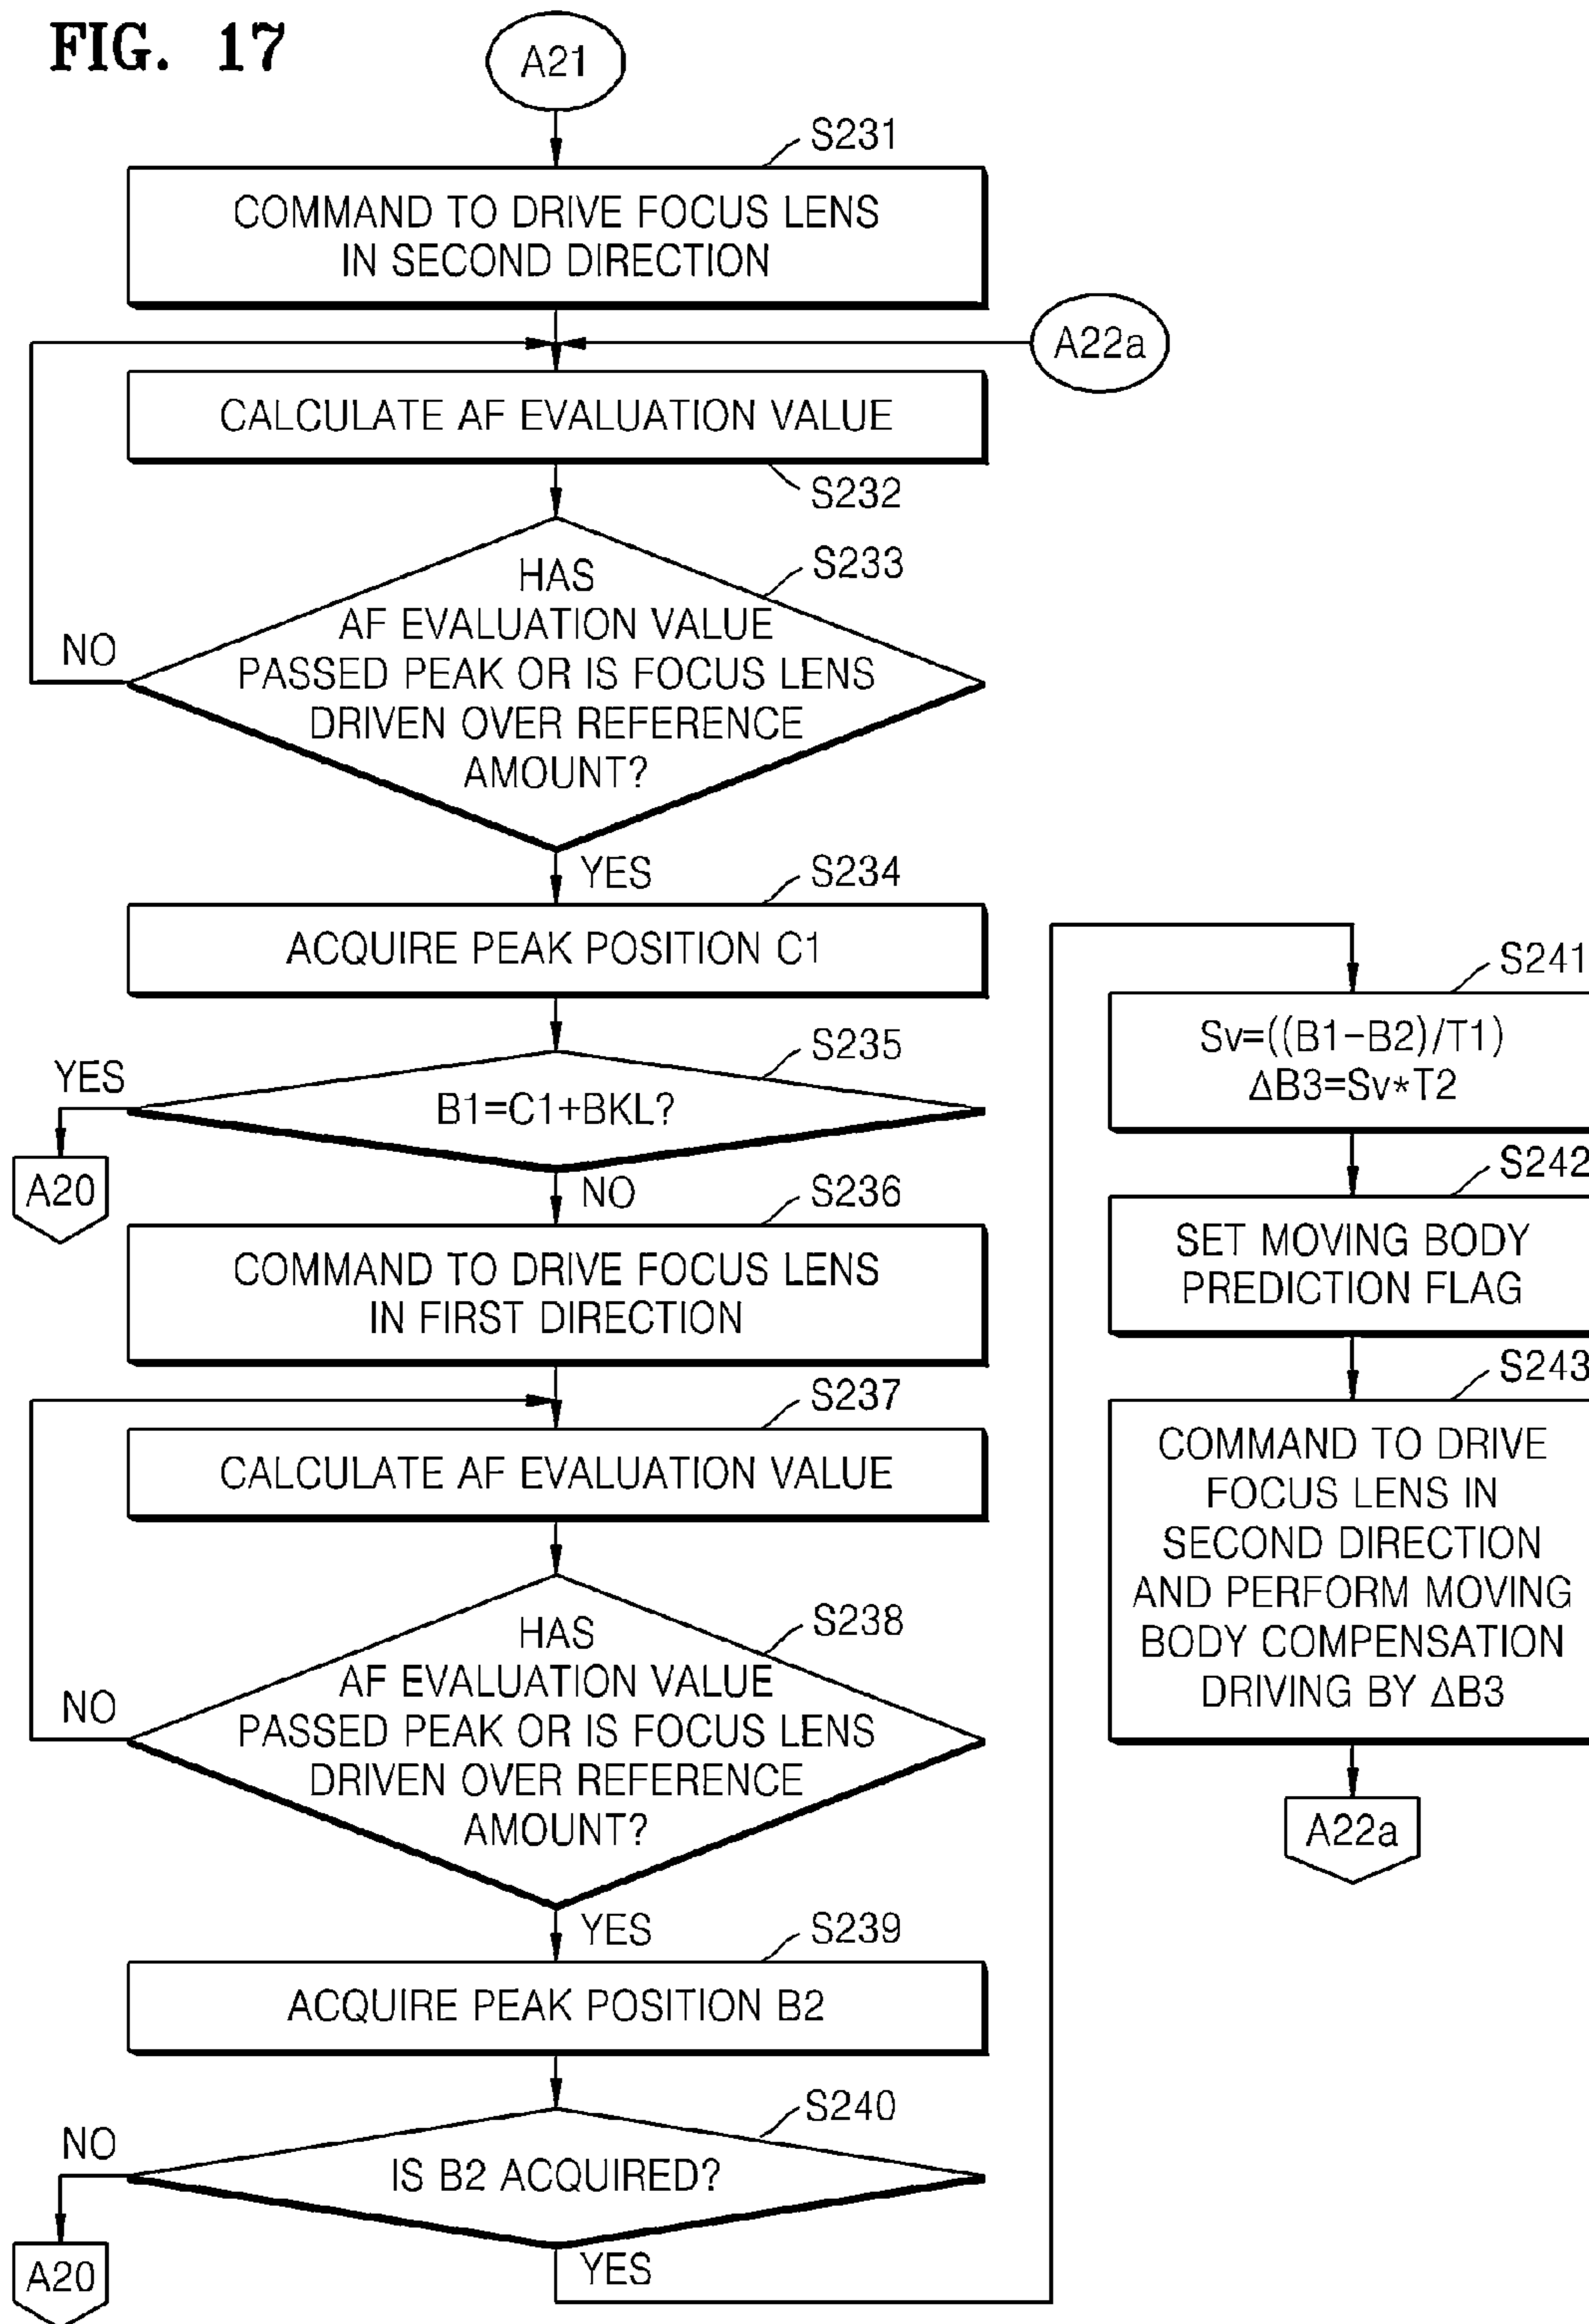 FIG. 17
A21
S231
COMMAND TO DRIVE FOCUS LENS
IN SECOND DIRECTION
A22a
CALCULATE AF EVALUATION VALUE
S232
S233
HAS
AF EVALUATION VALUE
PASSED PEAK OR IS FOCUS LENS
DRIVEN OVER REFERENCE
AMOUNT?
NO
YES
S234
ACQUIRE PEAK POSITION C1
S235
YES
B1=C1+BKL?
A20
NO
S236
COMMAND TO DRIVE FOCUS LENS
IN FIRST DIRECTION
S237
CALCULATE AF EVALUATION VALUE
S238
HAS
AF EVALUATION VALUE
PASSED PEAK OR IS FOCUS LENS
DRIVEN OVER REFERENCE
AMOUNT?
NO
YES
S239
ACQUIRE PEAK POSITION B2
S240
NO
IS B2 ACQUIRED?
A20
YES
S241
Sv=((B1-B2)/T1)
ΔB3=Sv*T2
S242
SET MOVING BODY
PREDICTION FLAG
S243
COMMAND TO DRIVE
FOCUS LENS IN
SECOND DIRECTION
AND PERFORM MOVING
BODY COMPENSATION
DRIVING BY ΔB3
A22a